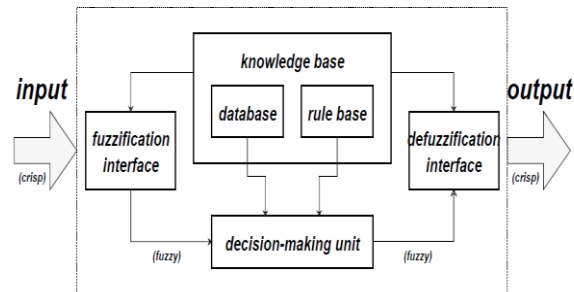 knowledge base
input
output
database
rule base
fuzzification
interface
defuzzification
interface
(crisp)
(crisp)
decision-making unit
(fuzzy)
(fuzzy)